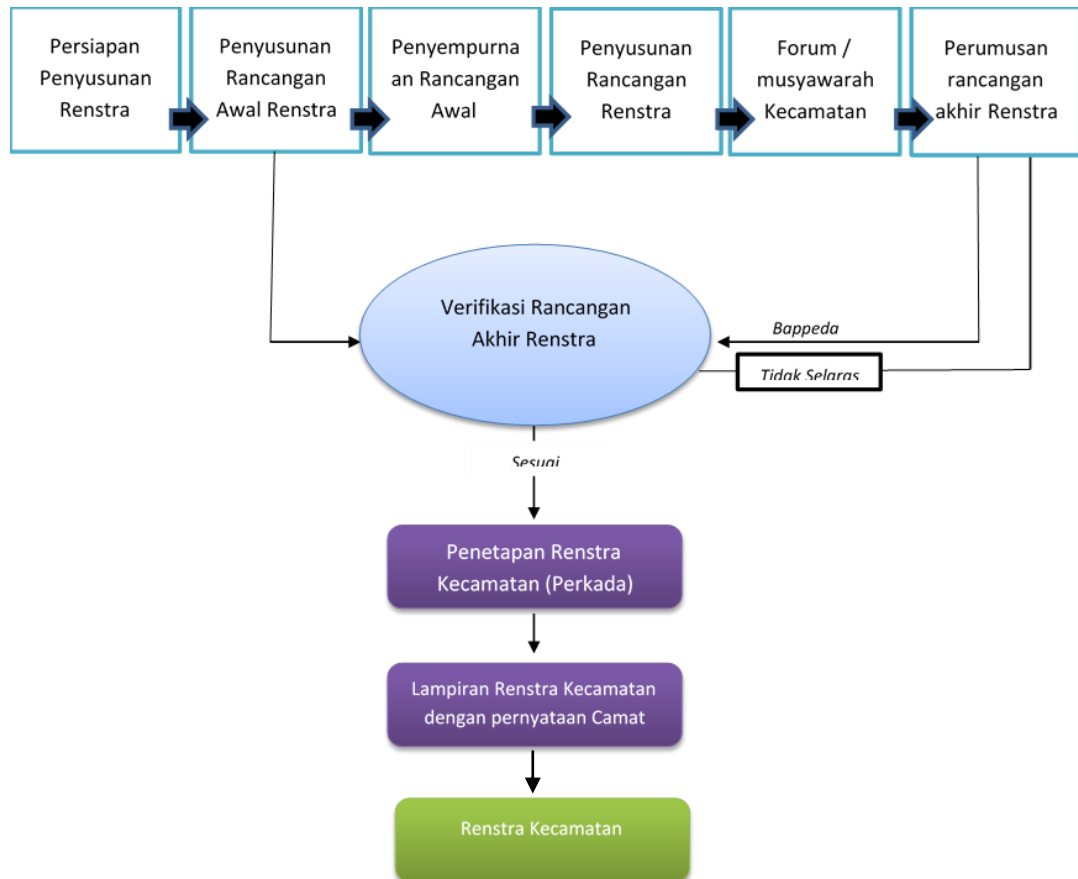 Persiapan
Penyusunan
Renstra
Penyusunan
Rancangan
Awal Renstra
Penyempurna
an Rancangan
Awal
Penyusunan
Rancangan
Renstra
Forum /
musyawarah
Kecamatan
Perumusan
rancangan
akhir Renstra
Verifikasi Rancangan
Akhir Renstra
Bappeda
Tidak Selaras
Sesuai
Penetapan Renstra
Kecamatan (Perkada)
Lampiran Renstra Kecamatan
dengan pernyataan Camat
Renstra Kecamatan